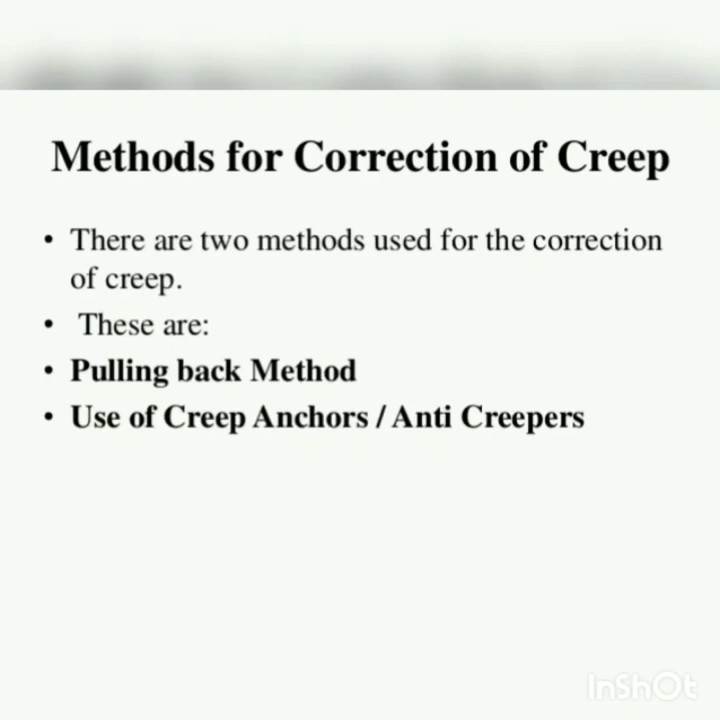 Methods for Correction of Creep
• There are two methods used for the correction
of creep.
• These are:
• Pulling back Method
• Use of Creep Anchors / Anti Creepers
InShOt